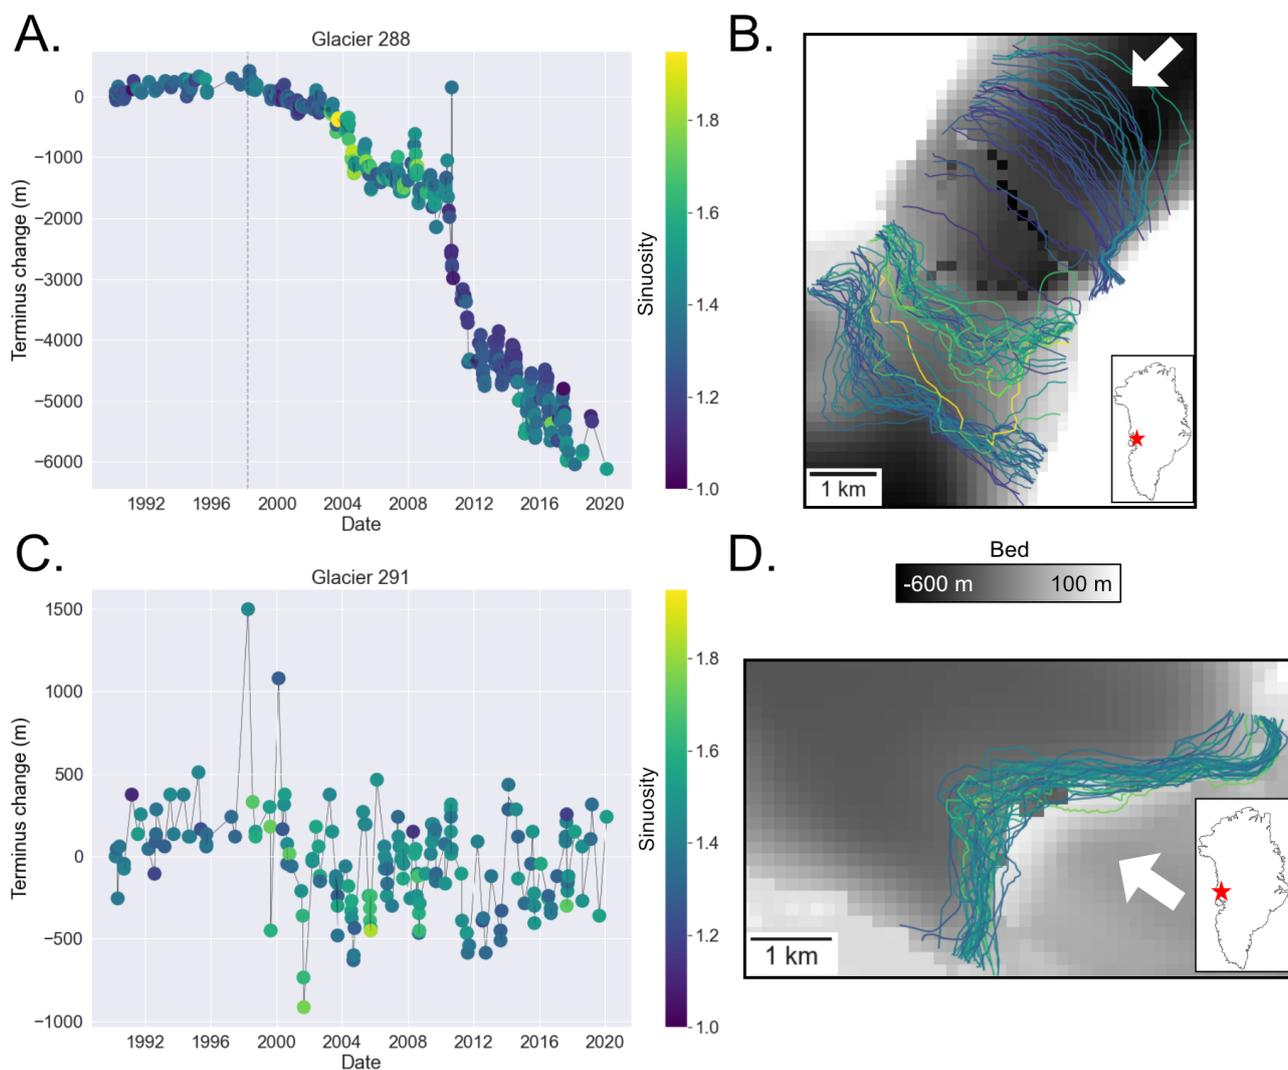 A.
Glacier 288
0
−1000
−2000
−3000
−4000
−5000
−6000
Terminus change (m)
1992 1996 2000 2004 2008 2012 2016 2020
Date
1.8
1.6
1.4
1.2
1.0
Sinuosity
B.
1 km
C.
Glacier 291
1500
1000
500
0
−500
−1000
Terminus change (m)
1992 1996 2000 2004 2008 2012 2016 2020
Date
1.8
1.6
1.4
1.2
1.0
Sinuosity
D.
Bed
-600 m 100 m
1 km